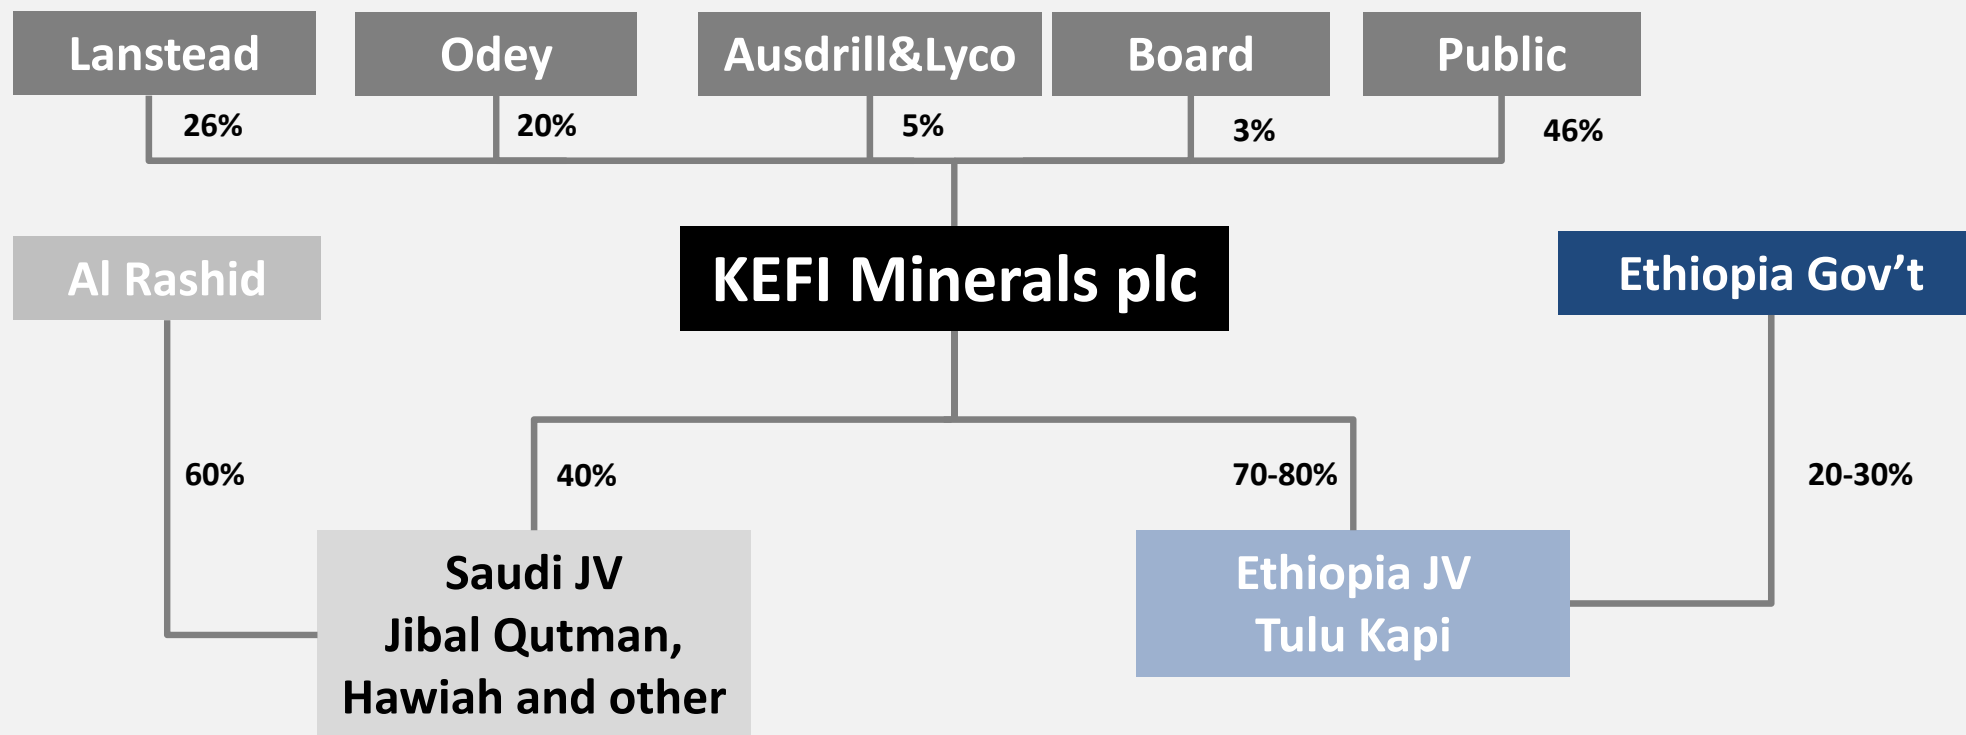 Lanstead
Odey
Ausdrill&Lyco
Board
Public
26%
20%
5%
3%
46%
Al Rashid
KEFI Minerals plc
Ethiopia Gov’t
60%
40%
70-80%
20-30%
Saudi JV
Jibal Qutman,
Hawiah and other
Ethiopia JV
Tulu Kapi